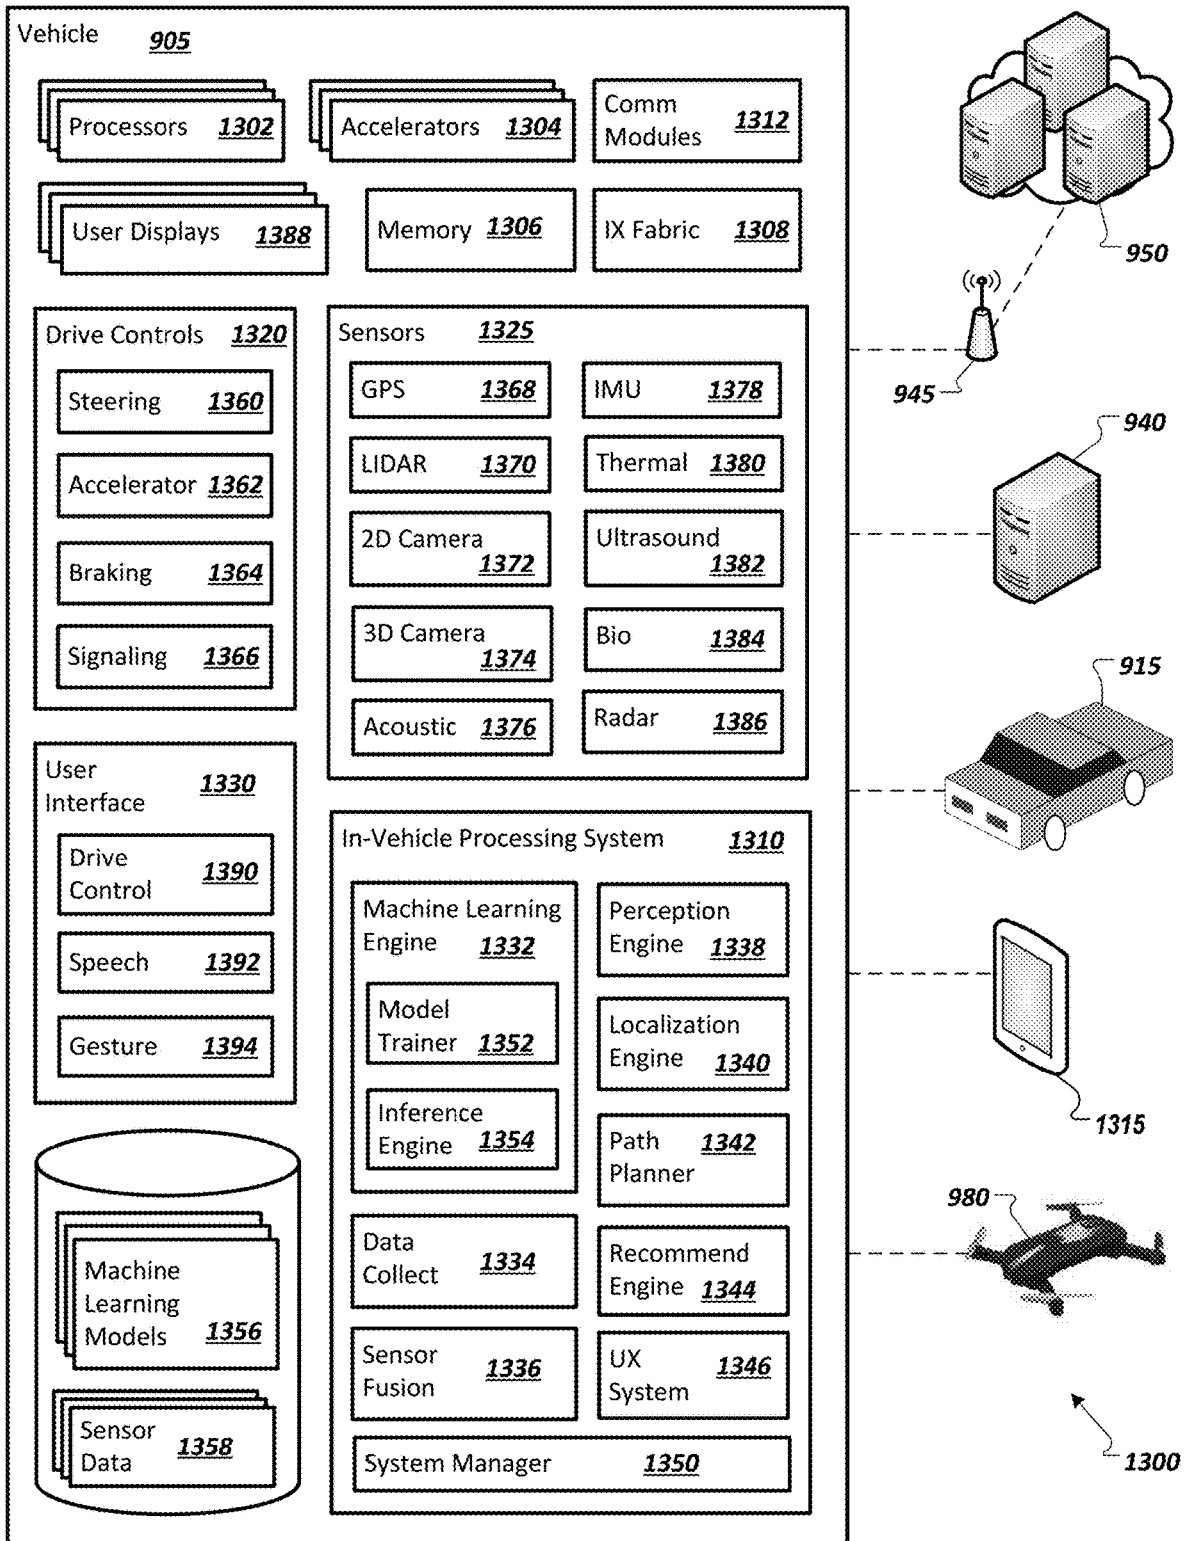 Vehicle 905
Processors 1302
Accelerators 1304
Comm
Modules 1312
User Displays 1388
Memory 1306
IX Fabric 1308
Drive Controls 1320
Steering 1360
Accelerator 1362
Braking 1364
Signaling 1366
Sensors 1325
GPS 1368
IMU 1378
LIDAR 1370
Thermal 1380
2D Camera
1372
Ultrasound
1382
3D Camera
1374
Bio 1384
Acoustic 1376
Radar 1386
User
Interface 1330
Drive
Control 1390
Speech 1392
Gesture 1394
In-Vehicle Processing System 1310
Machine Learning
Engine 1332
Model
Trainer 1352
Inference
Engine 1354
Perception
Engine 1338
Localization
Engine 1340
Path
Planner 1342
Data
Collect 1334
Recommend
Engine 1344
Sensor
Fusion 1336
UX
System 1346
System Manager 1350
Machine
Learning
Models 1356
Sensor
Data 1358
950
945
940
915
1315
980
1300